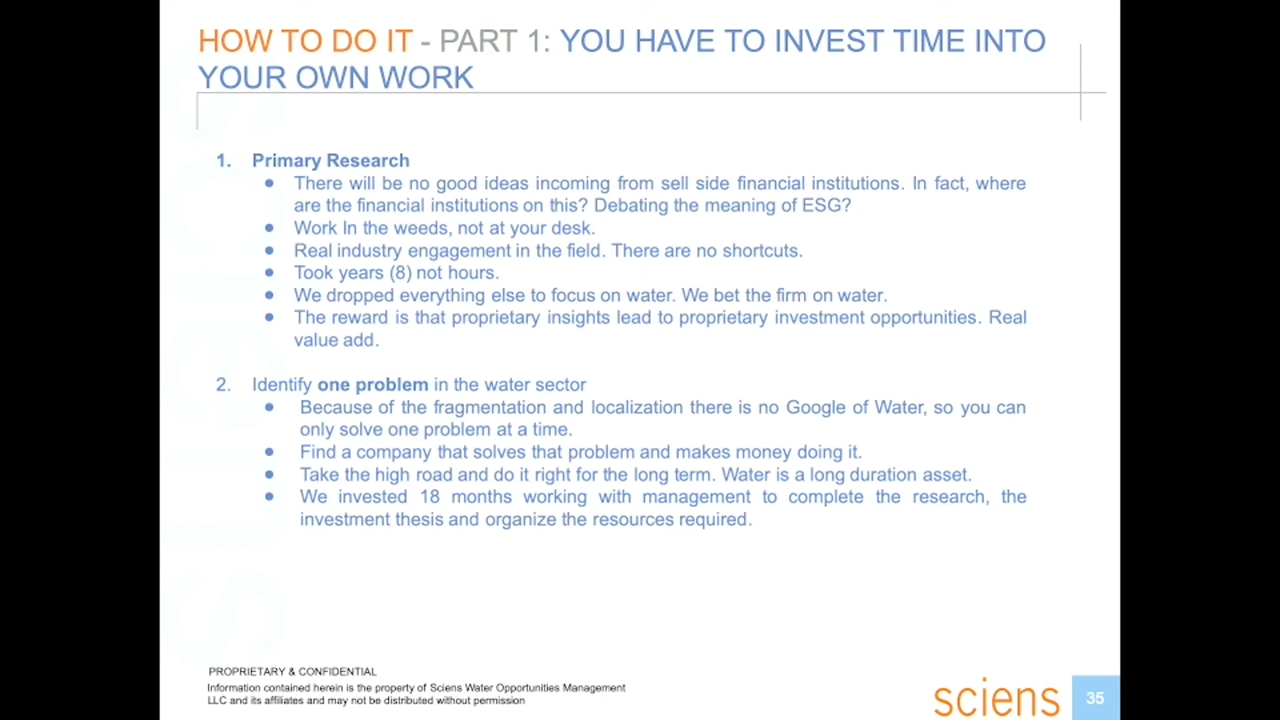 HOW TO DO IT - PART 1: YOU HAVE TO INVEST TIME INTO
YOUR OWN WORK
1. Primary Research
● There will be no good ideas incoming from sell side financial institutions. In fact, where
are the financial institutions on this? Debating the meaning of ESG?
● Work In the weeds, not at your desk.
● Real industry engagement in the field. There are no shortcuts.
● Took years (8) not hours.
● We dropped everything else to focus on water. We bet the firm on water.
● The reward is that proprietary insights lead to proprietary investment opportunities. Real
value add.
2. Identify one problem in the water sector
● Because of the fragmentation and localization there is no Google of Water, so you can
only solve one problem at a time.
● Find a company that solves that problem and makes money doing it.
● Take the high road and do it right for the long term. Water is a long duration asset.
● We invested 18 months working with management to complete the research, the
investment thesis and organize the resources required.
PROPRIETARY & CONFIDENTIAL
Information contained herein is the property of Sciens Water Opportunities Management
LLC and its affiliates and may not be distributed without permission
sciens
35